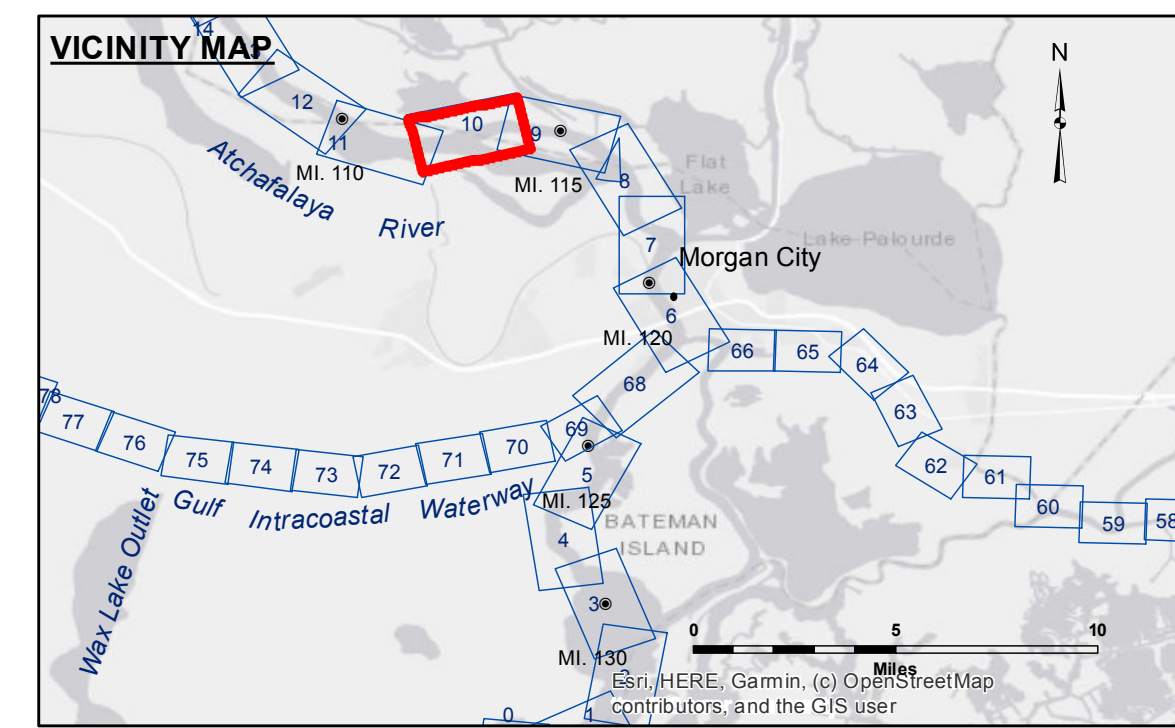 VICINITY MAP
N
14
13
12
11
10
9
MI. 110
MI. 115
Atchafalaya
River
8
Flat
Lake
7
Lake Palourde
Morgan City
6
MI. 120
66
65
64
63
62
61
60
59
58
68
69
70
71
72
73
74
75
76
77
78
5
MI. 125
Gulf
Intracoastal
Waterway
Wax Lake Outlet
BATEMAN
ISLAND
4
3
MI. 130
2
1
0
0
5
10
Miles
Esri, HERE, Garmin, (c) OpenStreetMap
contributors, and the GIS user